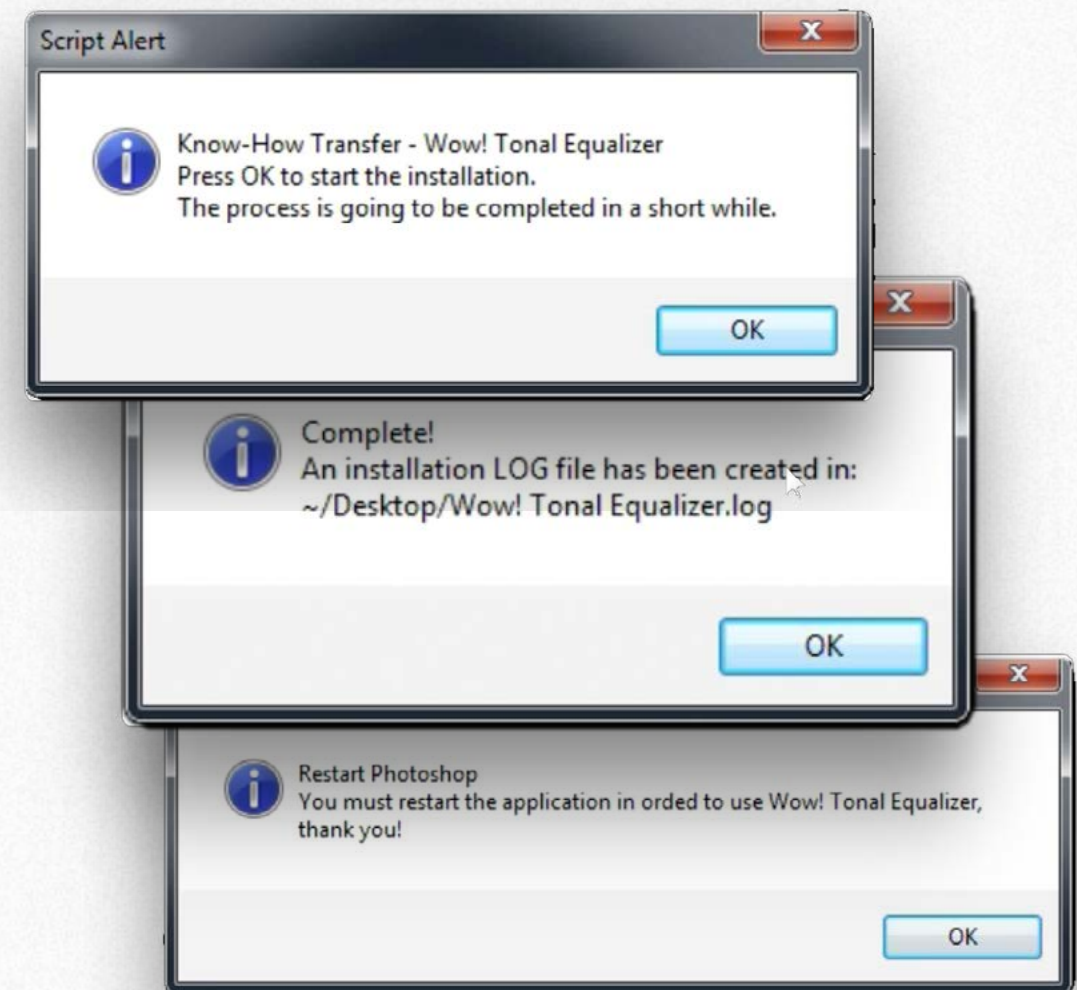 Script Alert
Know-How Transfer - Wow! Tonal Equalizer
Press OK to start the installation.
The process is going to be completed in a short while.
OK
Complete!
An installation LOG file has been created in:
~/Desktop/Wow! Tonal Equalizer.log
OK
Restart Photoshop
You must restart the application in orded to use Wow! Tonal Equalizer,
thank you!
OK